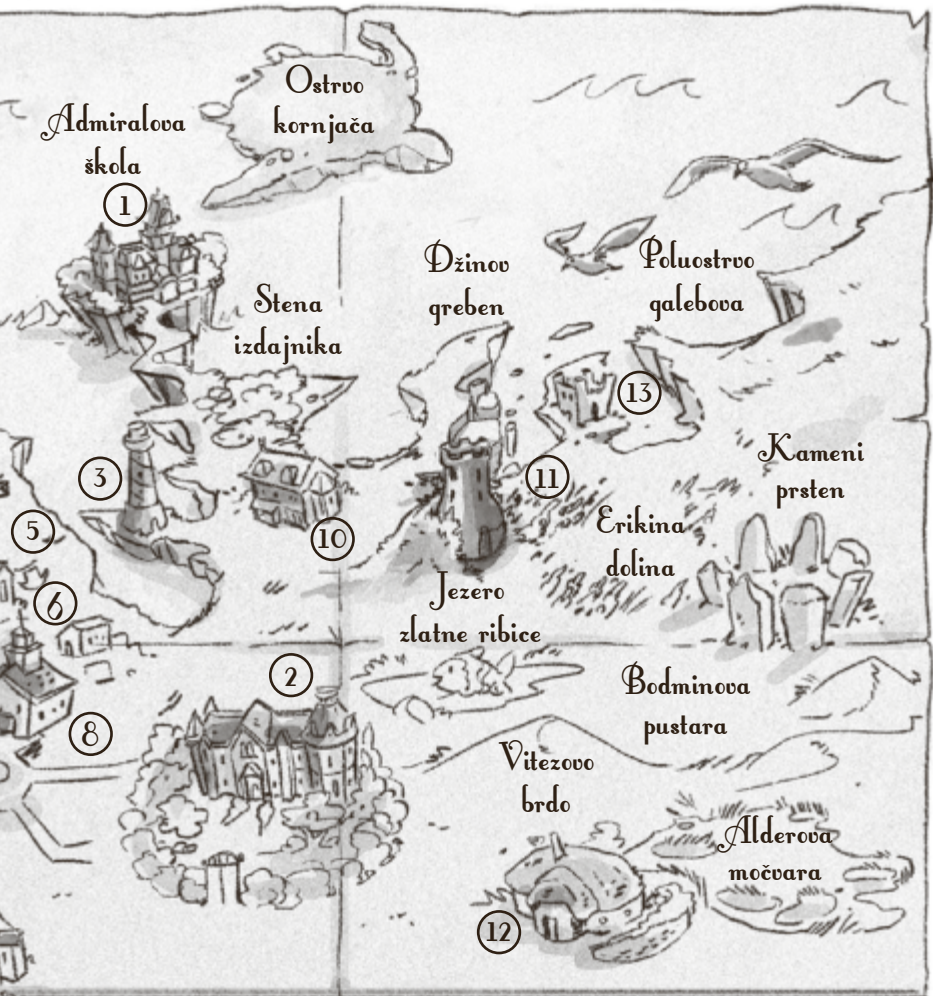 Ostrvo
kornjača
Admiralova
škola
1
Džinov
greben
Poluostrvo
galebova
Stena
izdajnika
13
Kameni
prsten
3
11
5
10
Erikina
dolina
6
Jezero
zlatne ribice
2
Bodminova
pustara
8
Vitezovo
brdo
Alderova
močvara
12